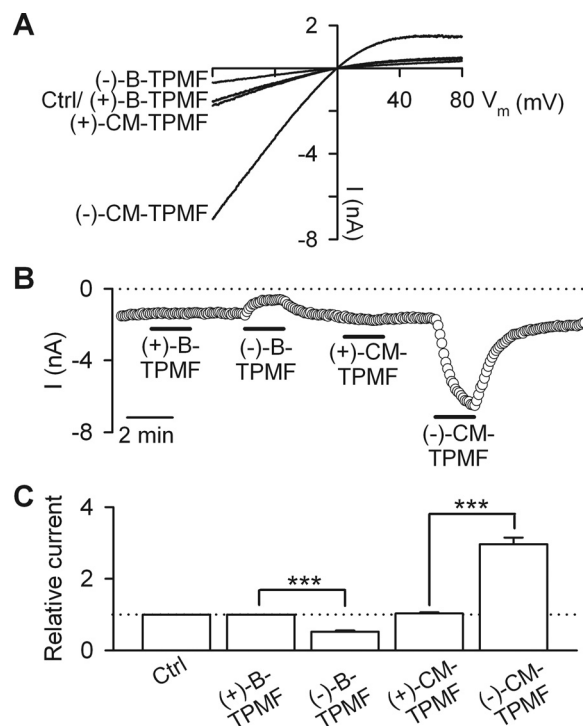 A
2
(-)-B-TPMF
Ctrl/ (+)-B-TPMF
(+)-CM-TPMF
40
80
Vm (mV)
-4
(-)-CM-TPMF
-8
I (nA)
B
0
-4
-8
I (nA)
(+)-B-
TPMF
(-)-B-
TPMF
(+)-CM-
TPMF
(-)-CM-
TPMF
2 min
C
4
2
0
Relative current
***
***
Ctrl
(+)-B-
TPMF
(-)-B-
TPMF
(+)-CM-
TPMF
(-)-CM-
TPMF